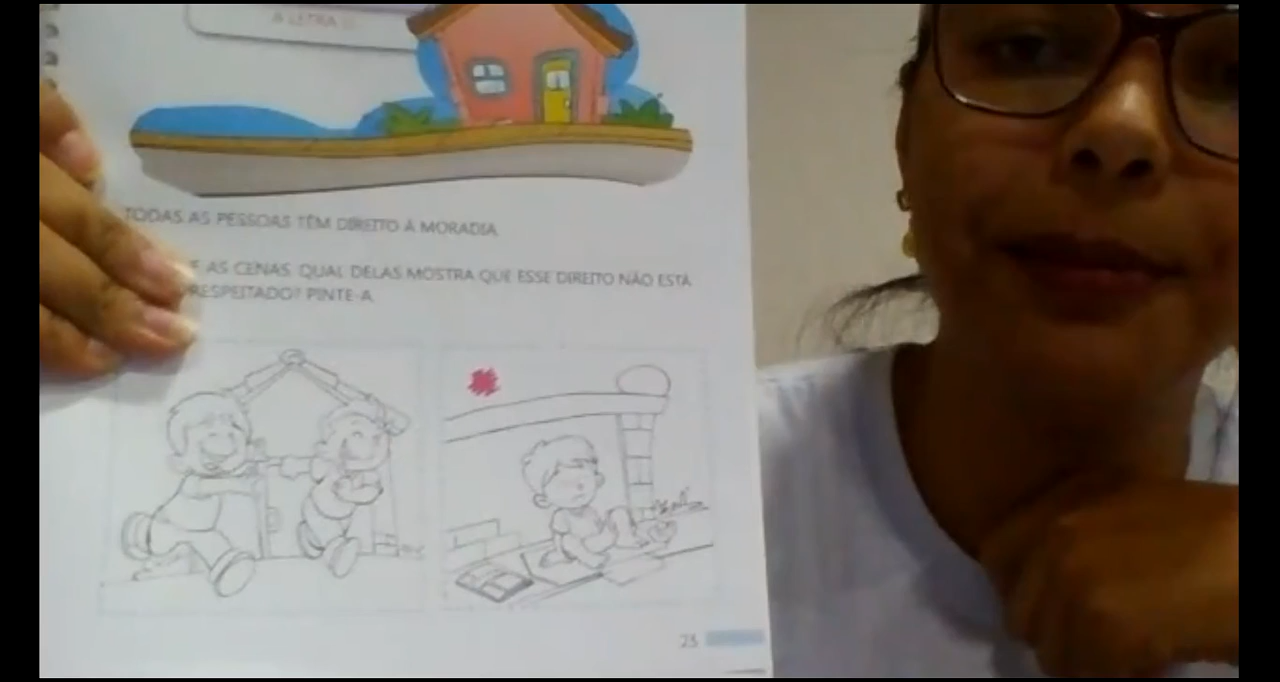 A LETRA
TODAS AS PESSOAS TÊM DIREITO À MORADIA
E AS CENAS. QUAL DELAS MOSTRA QUE ESSE DIREITO NÃO ESTÁ
RESPEITADO? PINTE-A
23